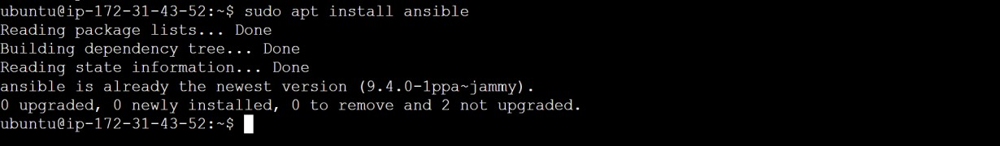 ubuntu@ip-172-31-43-52:~$ sudo apt install ansible
Reading package lists... Done
Building dependency tree... Done
Reading state information... Done
ansible is already the newest version (9.4.0-1ppa~jammy).
0 upgraded, 0 newly installed, 0 to remove and 2 not upgraded.
ubuntu@ip-172-31-43-52:~$